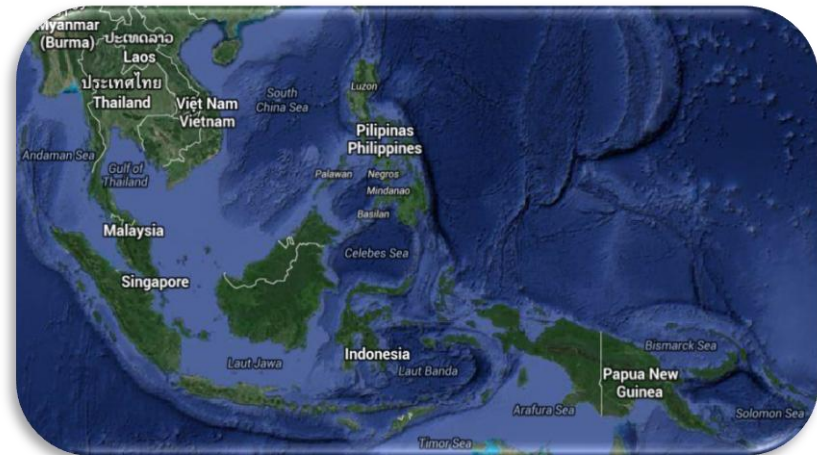 Myanmar
(Burma)
ປະເທດລາວ
Laos
ประเทศไทย
Thailand
Việt Nam
Vietnam
South
China Sea
Luzon
Pilipinas
Philippines
Andaman Sea
Gulf of
Thailand
Palawan
Negros
Mindanao
Basilan
Malaysia
Celebes Sea
Singapore
Laut Jawa
Indonesia
Laut Banda
Bismarck Sea
Papua New
Guinea
Arafura Sea
Solomon Sea
Timor Sea